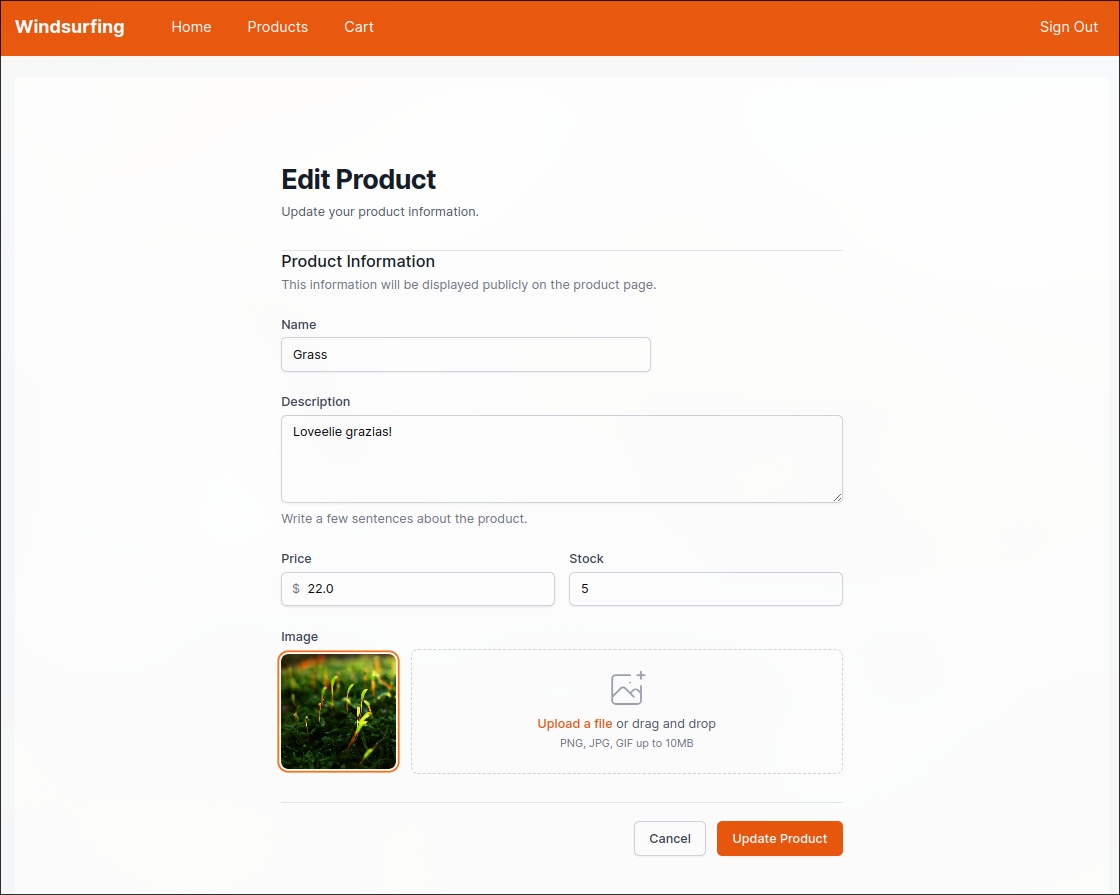 Windsurfing Home Products Cart Sign Out
Edit Product
Update your product information.
Product Information
This information will be displayed publicly on the product page.
Name
Grass
Description
Loveelie grazias!
Write a few sentences about the product.
Price Stock
$ 22.0 5
Image
Upload a file or drag and drop
PNG, JPG, GIF up to 10MB
Cancel Update Product